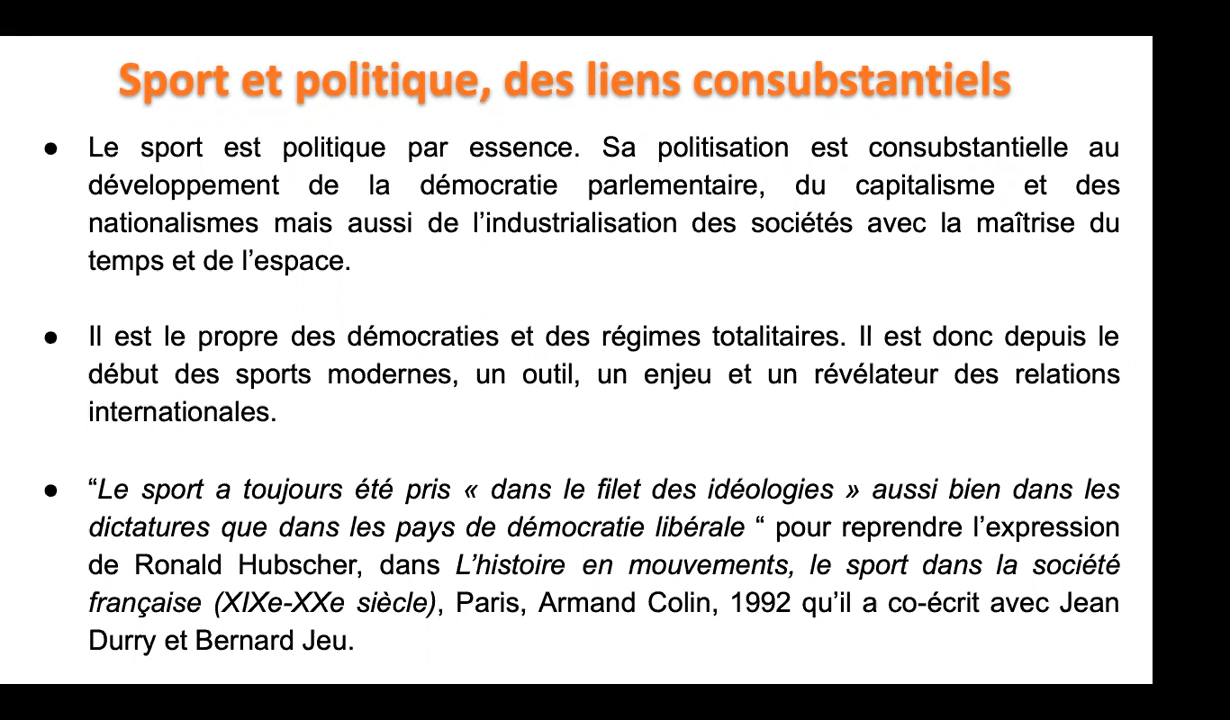 Sport et politique, des liens consubstantiels
● Le sport est politique par essence. Sa politisation est consubstantielle au
développement de la démocratie parlementaire, du capitalisme et des
nationalismes mais aussi de l’industrialisation des sociétés avec la maîtrise du
temps et de l’espace.
● Il est le propre des démocraties et des régimes totalitaires. Il est donc depuis le
début des sports modernes, un outil, un enjeu et un révélateur des relations
internationales.
● “Le sport a toujours été pris « dans le filet des idéologies » aussi bien dans les
dictatures que dans les pays de démocratie libérale “ pour reprendre l’expression
de Ronald Hubscher, dans L’histoire en mouvements, le sport dans la société
française (XIXe-XXe siècle), Paris, Armand Colin, 1992 qu’il a co-écrit avec Jean
Durry et Bernard Jeu.